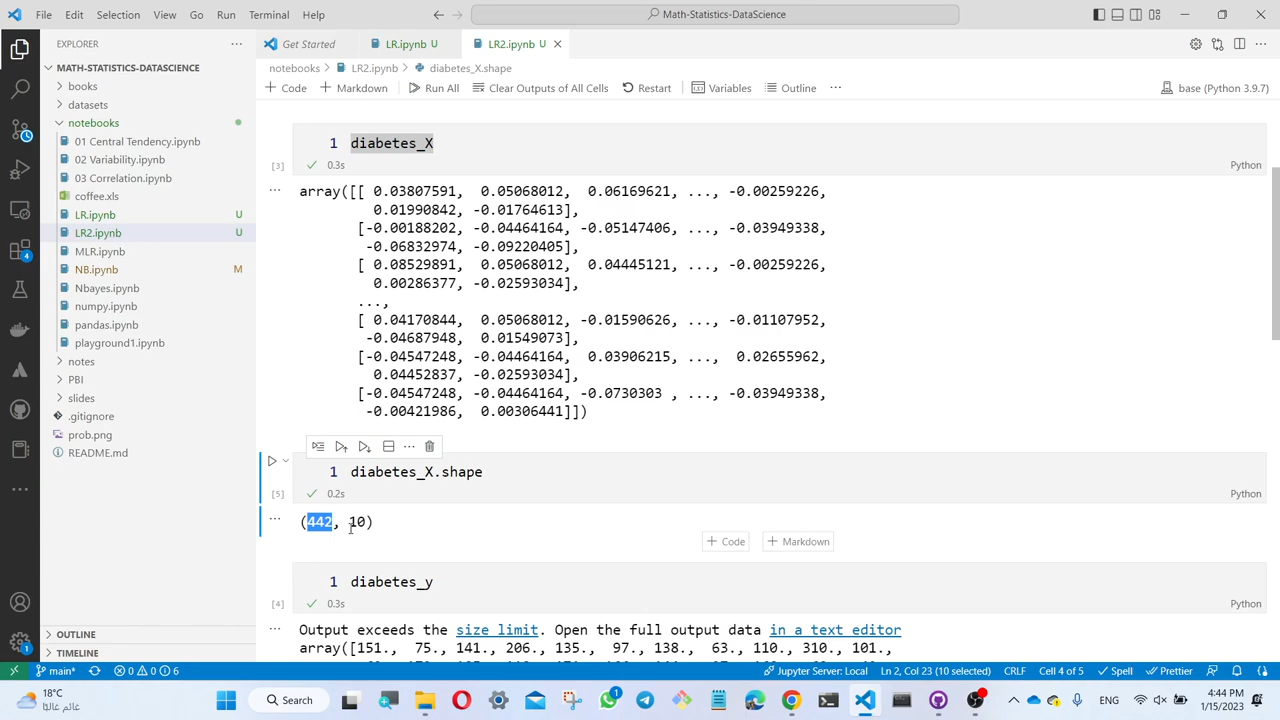 File Edit Selection View Go Run Terminal Help
Math-Statistics-DataScience
EXPLORER
Get Started
LR.ipynb U
LR2.ipynb U
MATH-STATISTICS-DATASCIENCE
notebooks > LR2.ipynb > diabetes_X.shape
books
+ Code + Markdown Run All Clear Outputs of All Cells Restart Variables Outline ...
base (Python 3.9.7)
datasets
notebooks
01 Central Tendency.ipynb
02 Variability.ipynb
03 Correlation.ipynb
coffee.xls
LR.ipynb U
LR2.ipynb U
MLR.ipynb
NB.ipynb M
Nbayes.ipynb
numpy.ipynb
pandas.ipynb
playground1.ipynb
notes
PBI
slides
.gitignore
prob.png
README.md
OUTLINE
TIMELINE
1 diabetes_X
[3] 0.3s Python
array([[ 0.03807591, 0.05068012, 0.06169621, ..., -0.00259226,
0.01990842, -0.01764613],
[-0.00188202, -0.04464164, -0.05147406, ..., -0.03949338,
-0.06832974, -0.09220405],
[ 0.08529891, 0.05068012, 0.04445121, ..., -0.00259226,
0.00286377, -0.02593034],
...,
[ 0.04170844, 0.05068012, -0.01590626, ..., -0.01107952,
-0.04687948, 0.01549073],
[-0.04547248, -0.04464164, 0.03906215, ..., 0.02655962,
0.04452837, -0.02593034],
[-0.04547248, -0.04464164, -0.0730303 , ..., -0.03949338,
-0.00421986, 0.00306441]])
1 diabetes_X.shape
[5] 0.2s Python
(442, 10)
+ Code + Markdown
1 diabetes_y
[4] 0.3s Python
Output exceeds the size limit. Open the full output data in a text editor
array([151., 75., 141., 206., 135., 97., 138., 63., 110., 310., 101.,
main* 0 0 6
Jupyter Server: Local Ln 2, Col 23 (10 selected) CRLF Cell 4 of 5 Spell Prettier
18°C
غائم غالبًا
Search
ENG
4:44 PM
1/15/2023